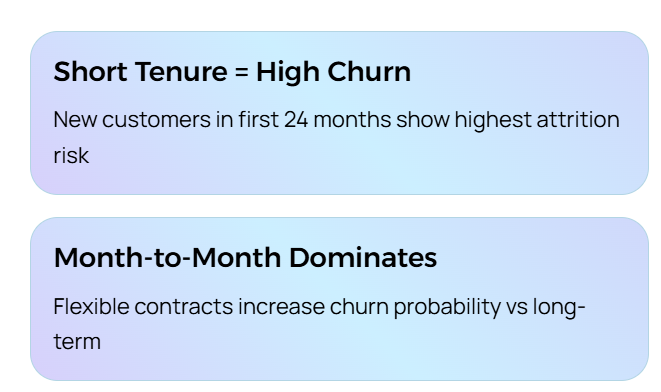 Short Tenure = High Churn
New customers in first 24 months show highest attrition
risk
Month-to-Month Dominates
Flexible contracts increase churn probability vs long-
term